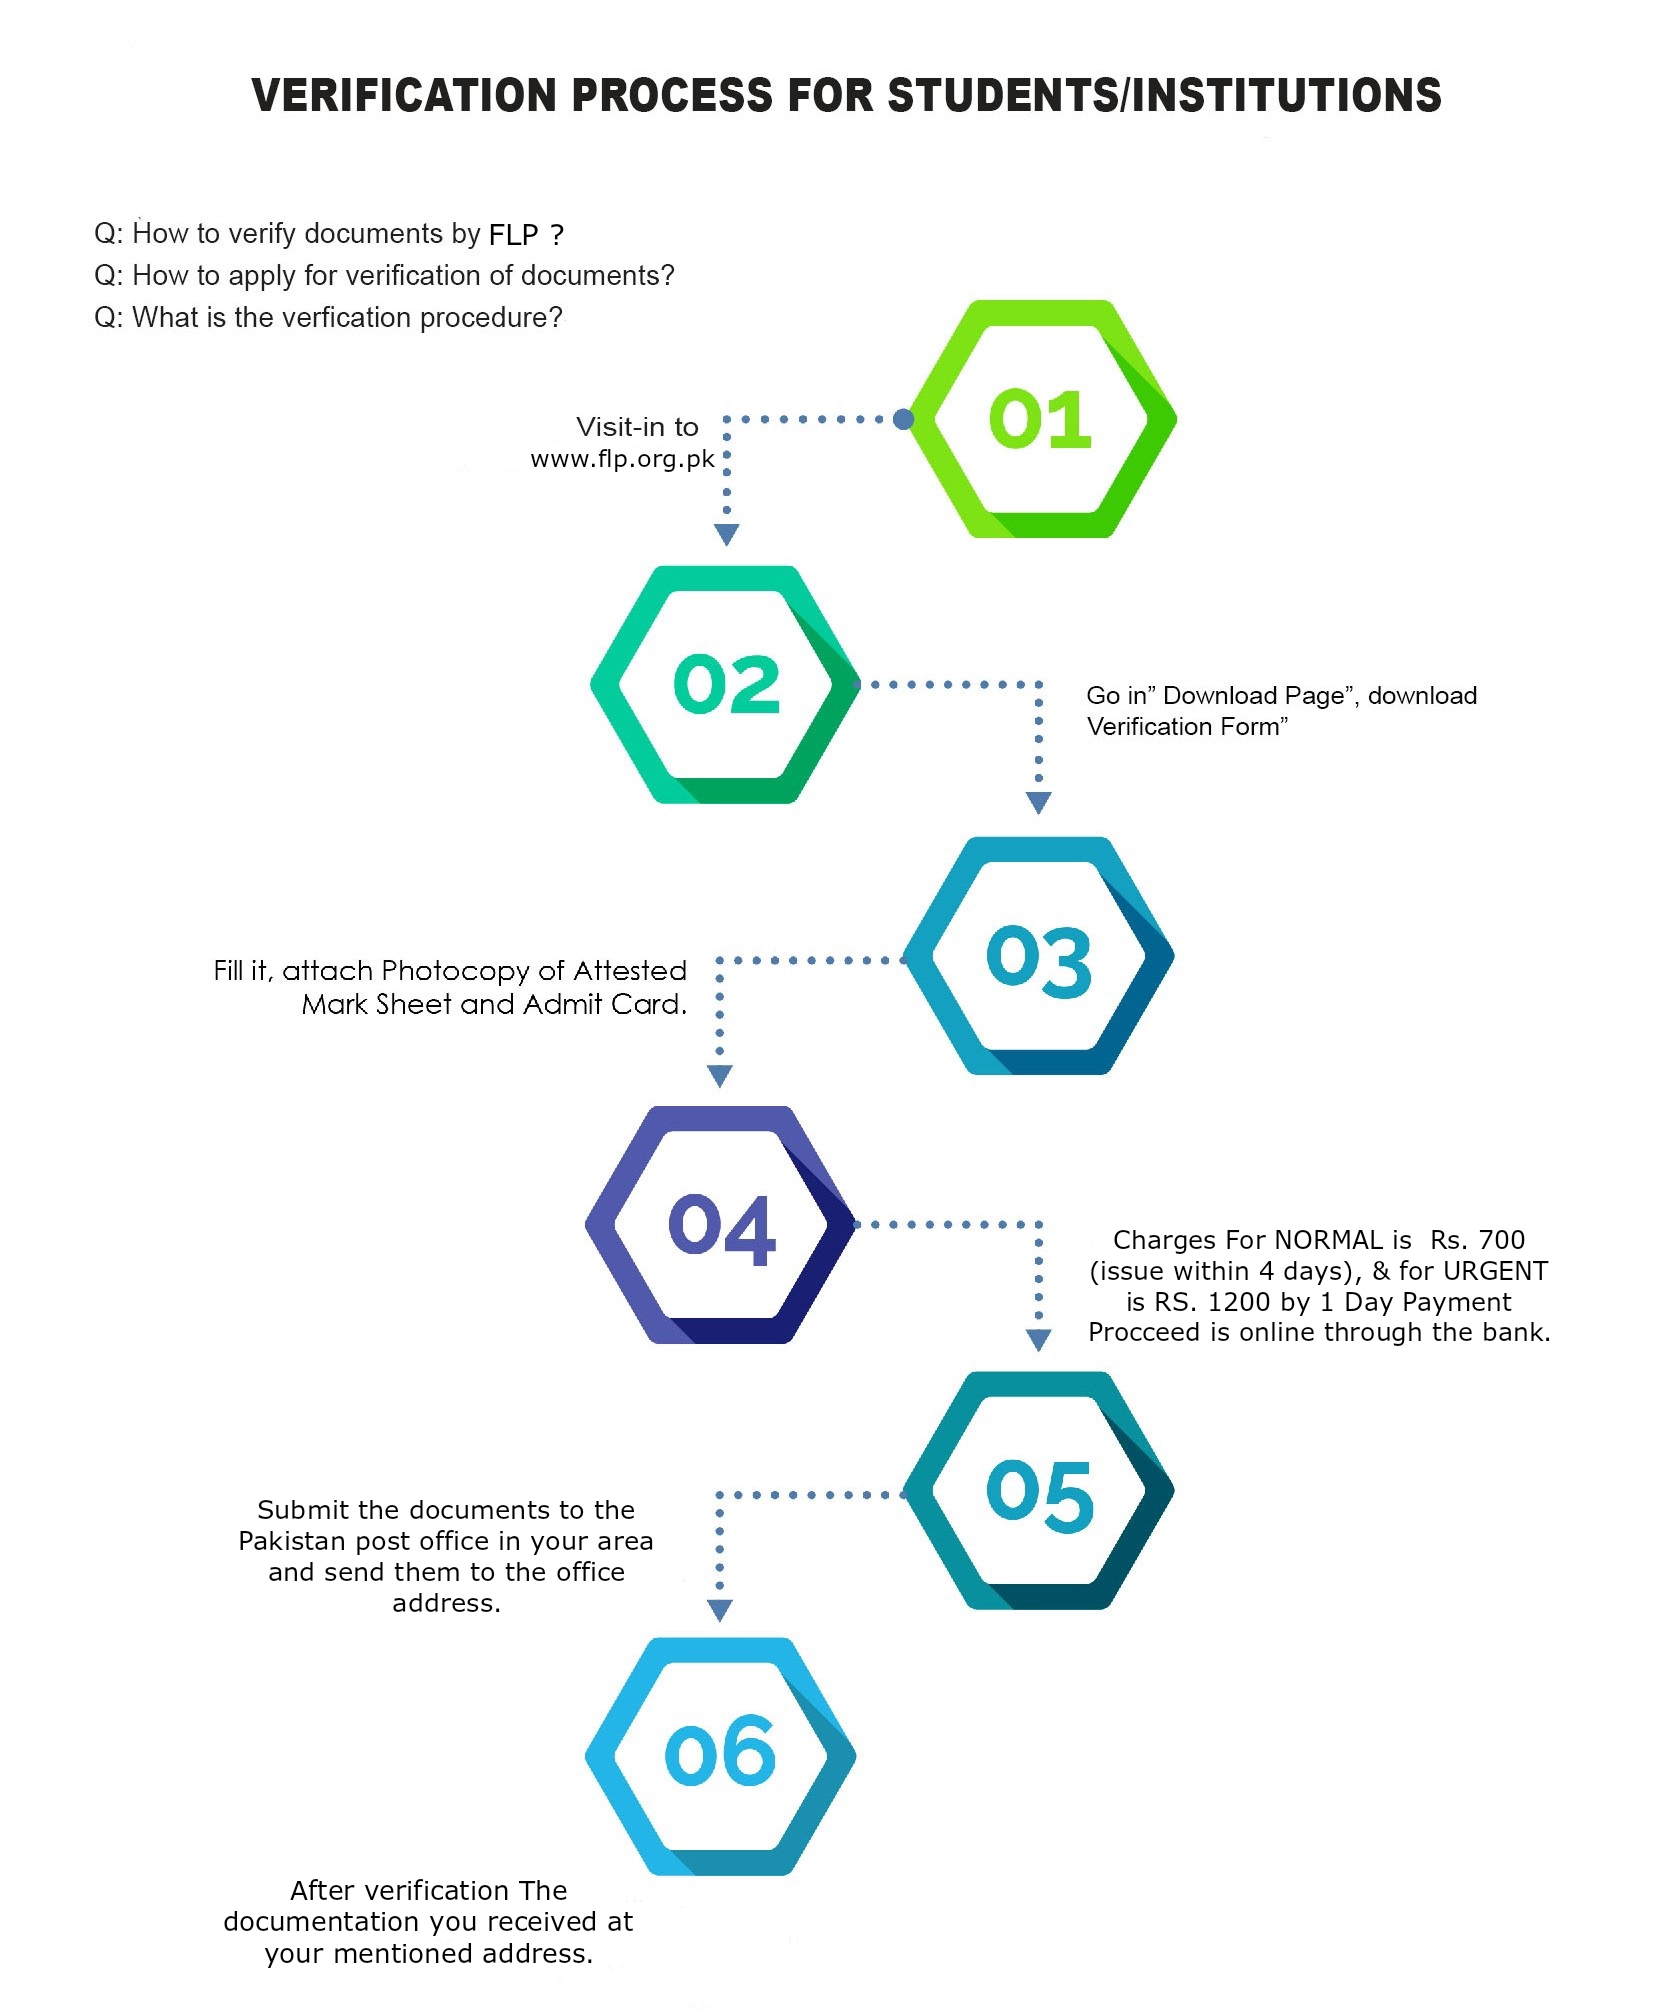 VERIFICATION PROCESS FOR STUDENTS/INSTITUTIONS
Q: How to verify documents by FLP ?
Q: How to apply for verification of documents?
Q: What is the verfication procedure?
01
Visit-in to
www.flp.org.pk
02
Go in” Download Page”, download
Verification Form”
03
Fill it, attach Photocopy of Attested
Mark Sheet and Admit Card.
04
Charges For NORMAL is Rs. 700
(issue within 4 days), & for URGENT
is RS. 1200 by 1 Day Payment
Procceed is online through the bank.
05
Submit the documents to the
Pakistan post office in your area
and send them to the office
address.
06
After verification The
documentation you received at
your mentioned address.